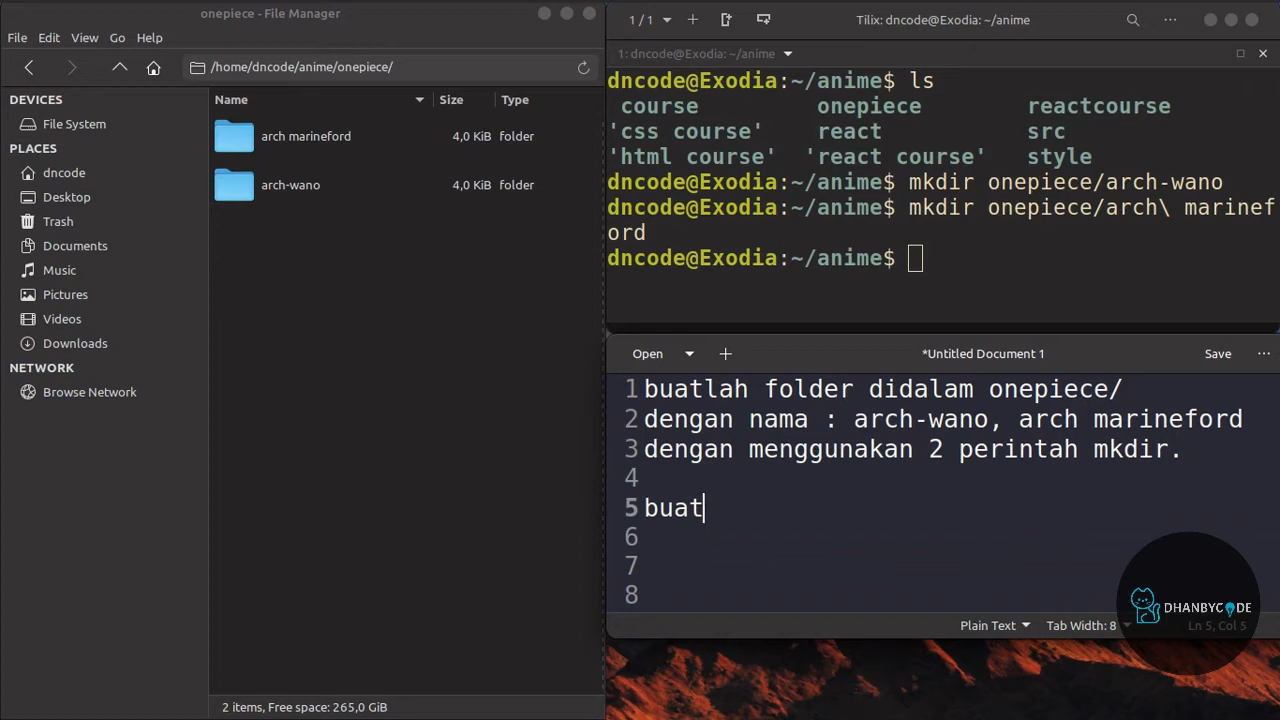 onepiece - File Manager
File Edit View Go Help
/home/dncode/anime/onepiece/
DEVICES
File System
PLACES
dncode
Desktop
Trash
Documents
Music
Pictures
Videos
Downloads
NETWORK
Browse Network
Name Size Type
arch marineford 4,0 KiB folder
arch-wano 4,0 KiB folder
2 items, Free space: 265,0 GiB
1 / 1 Tilix: dncode@Exodia: ~/anime
1: dncode@Exodia: ~/anime
dncode@Exodia:~/anime$ ls
course onepiece reactcourse
'css course' react src
'html course' 'react course' style
dncode@Exodia:~/anime$ mkdir onepiece/arch-wano
dncode@Exodia:~/anime$ mkdir onepiece/arch\ marinef
ord
dncode@Exodia:~/anime$
Open *Untitled Document 1 Save
1 buatlah folder didalam onepiece/
2 dengan nama : arch-wano, arch marineford
3 dengan menggunakan 2 perintah mkdir.
4
5 buat
6
7
8
DHANBYCODE
Plain Text Tab Width: 8 Ln 5, Col 5